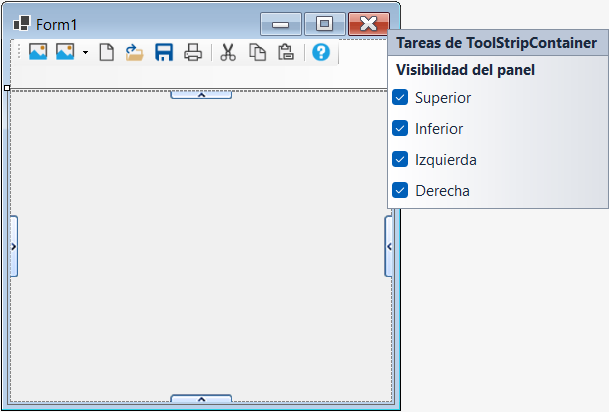 Form1
Tareas de ToolStripContainer
Visibilidad del panel
Superior
Inferior
Izquierda
Derecha